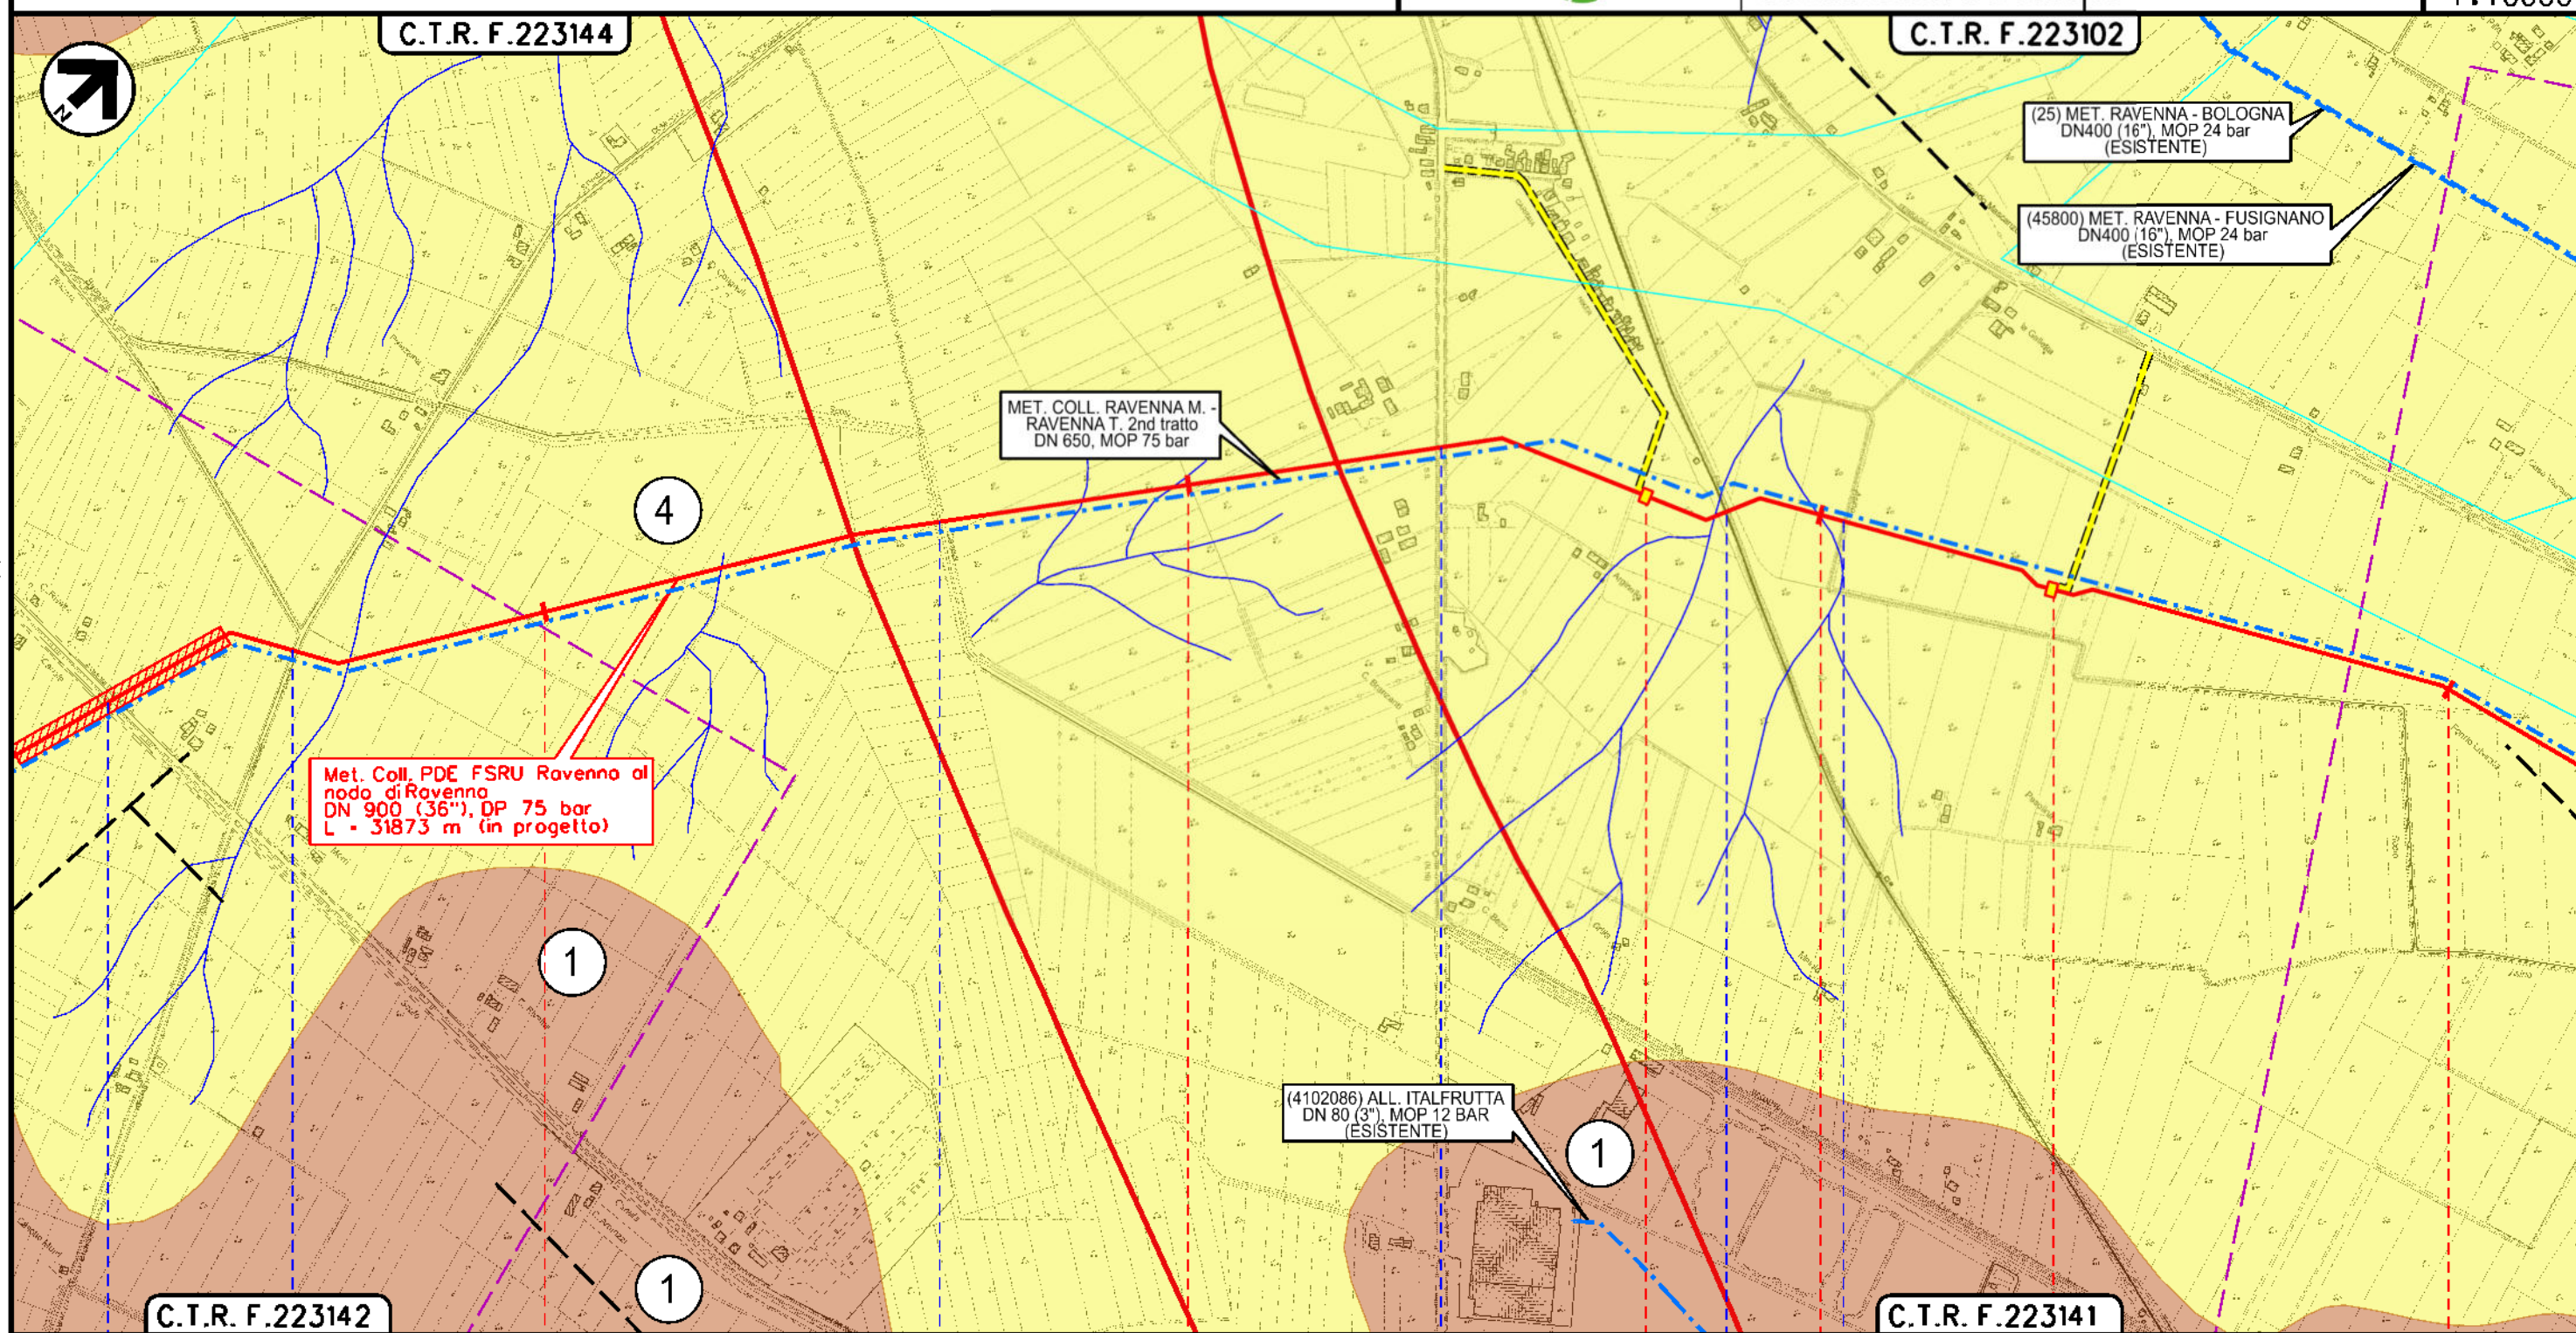 C.T.R. F.223144
C.T.R. F.223102
N
(25) MET. RAVENNA - BOLOGNA
DN400 (16"), MOP 24 bar
(ESISTENTE)
(45800) MET. RAVENNA - FUSIGNANO
DN400 (16"), MOP 24 bar
(ESISTENTE)
MET. COLL. RAVENNA M. -
RAVENNA T. 2nd tratto
DN 650, MOP 75 bar
4
Met. Coll. PDE FSRU Ravenna al
nodo di Ravenna
DN 900 (36"), DP 75 bar
L = 31873 m (in progetto)
1
(4102086) ALL. ITALFRUTTA
DN 80 (3"), MOP 12 BAR
(ESISTENTE)
1
1
C.T.R. F.223142
C.T.R. F.223141